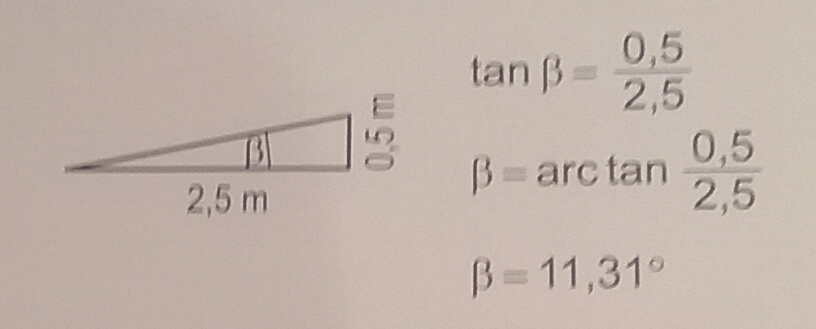 β
2,5 m
0,5 m
tan β = 0,5/2,5
β = arc tan 0,5/2,5
β = 11,31°